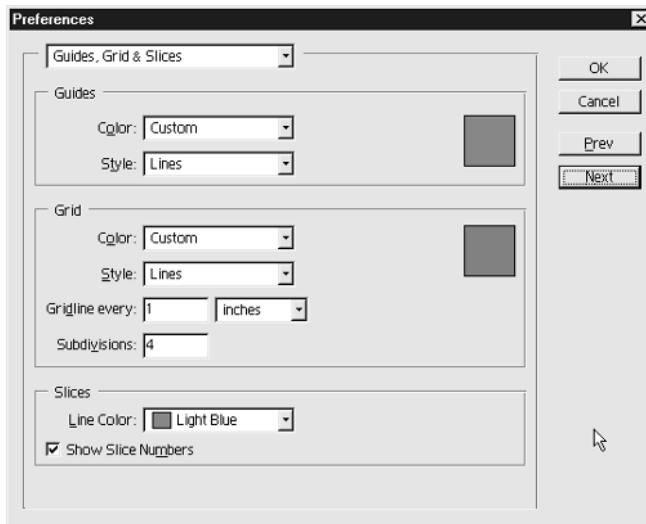 Preferences
Guides, Grid & Slices
OK
Cancel
Prev
Next
Guides
Color: Custom
Style: Lines
Grid
Color: Custom
Style: Lines
Gridline every: 1 inches
Subdivisions: 4
Slices
Line Color: Light Blue
Show Slice Numbers